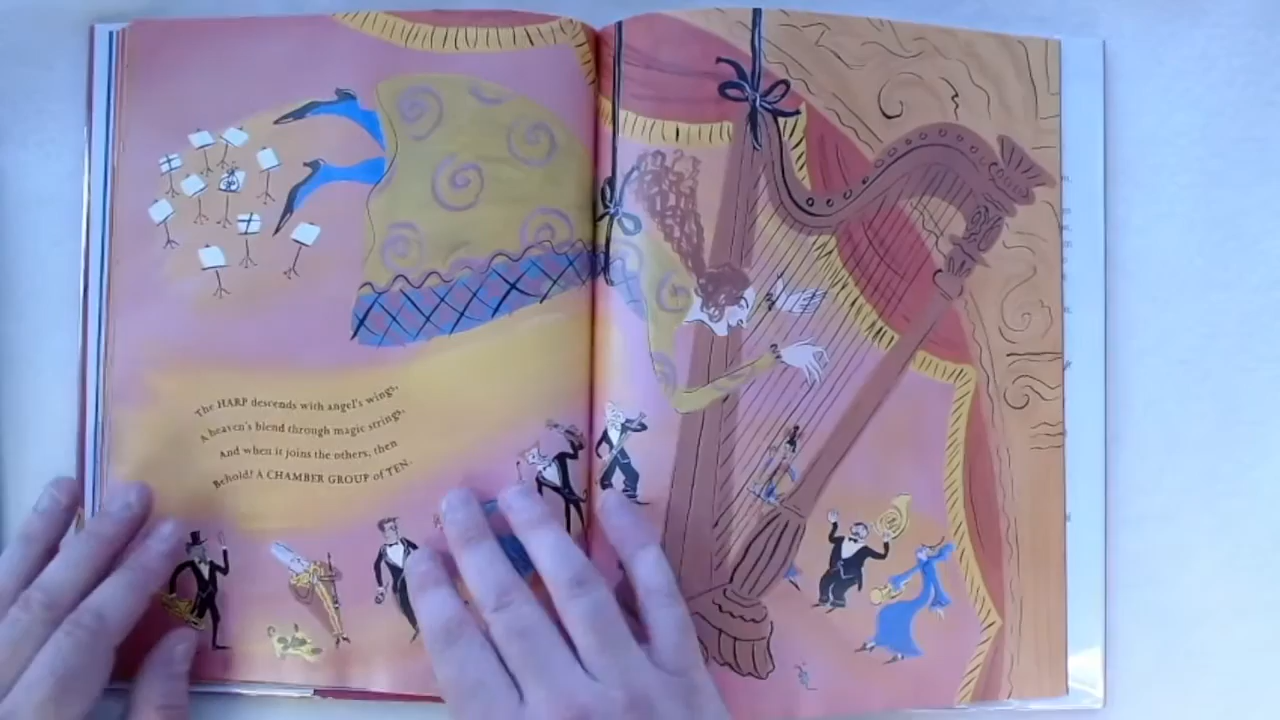 The HARP descends with angel's wings,
A heaven's blend through magic strings,
And when it joins the others, then
Behold! A CHAMBER GROUP of TEN.